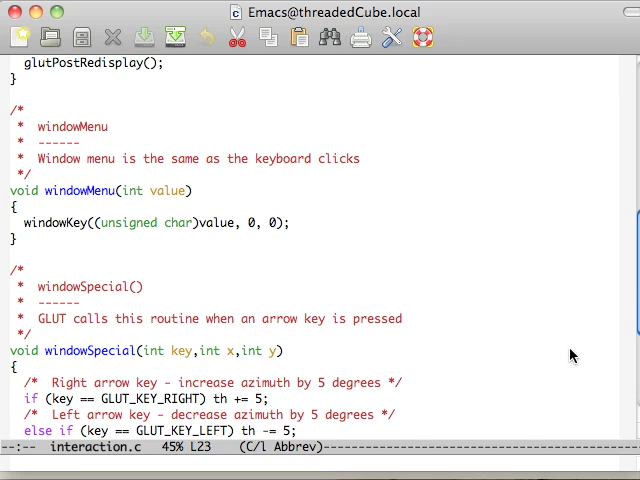 Emacs@threadedCube.local
glutPostRedisplay();
}
/*
 *  windowMenu
 *  ------
 *  Window menu is the same as the keyboard clicks
 */
void windowMenu(int value)
{
  windowKey((unsigned char)value, 0, 0);
}
/*
 *  windowSpecial()
 *  ------
 *  GLUT calls this routine when an arrow key is pressed
 */
void windowSpecial(int key,int x,int y)
{
  /*  Right arrow key - increase azimuth by 5 degrees */
  if (key == GLUT_KEY_RIGHT) th += 5;
  /*  Left arrow key - decrease azimuth by 5 degrees */
  else if (key == GLUT_KEY_LEFT) th -= 5;
--:--  interaction.c   45% L23    (C/l Abbrev)--------------------------------------------